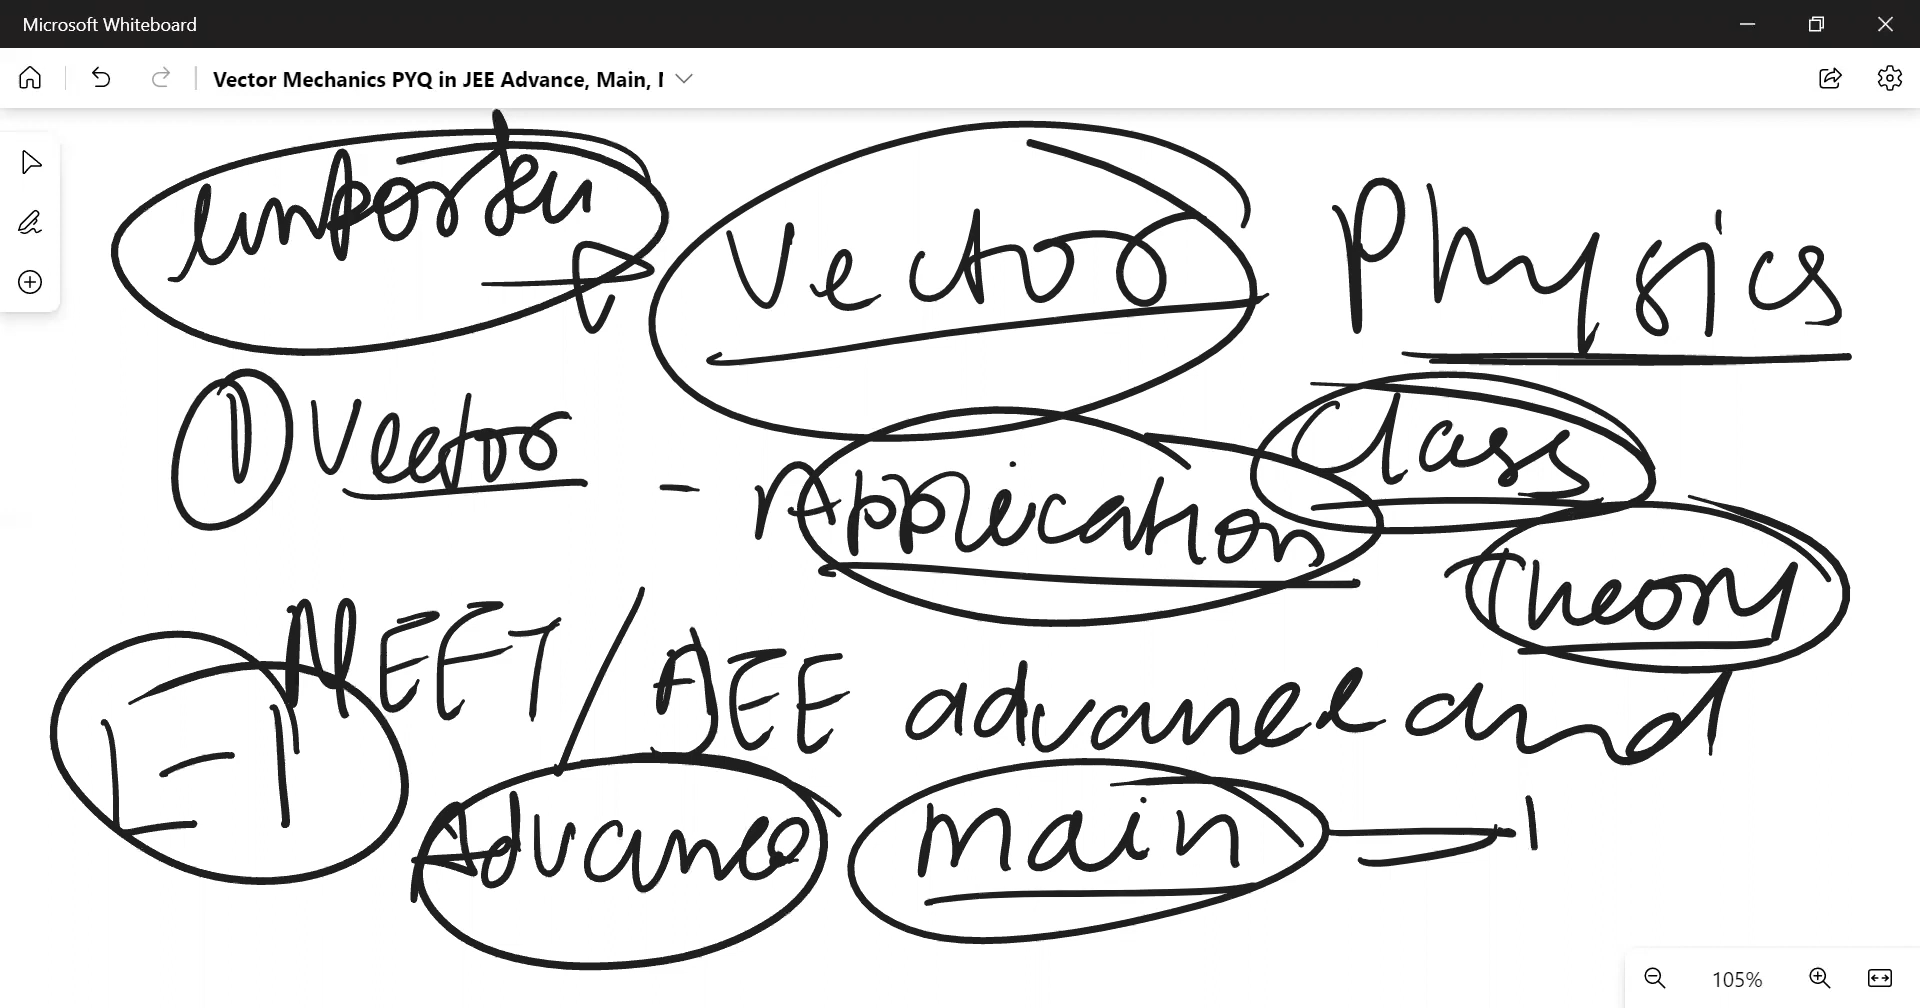 Microsoft Whiteboard
Vector Mechanics PYQ in JEE Advance, Main, 
Vector Physics
① Vector - Application Class
Theory
NEET / JEE advance and
Advance main
105%